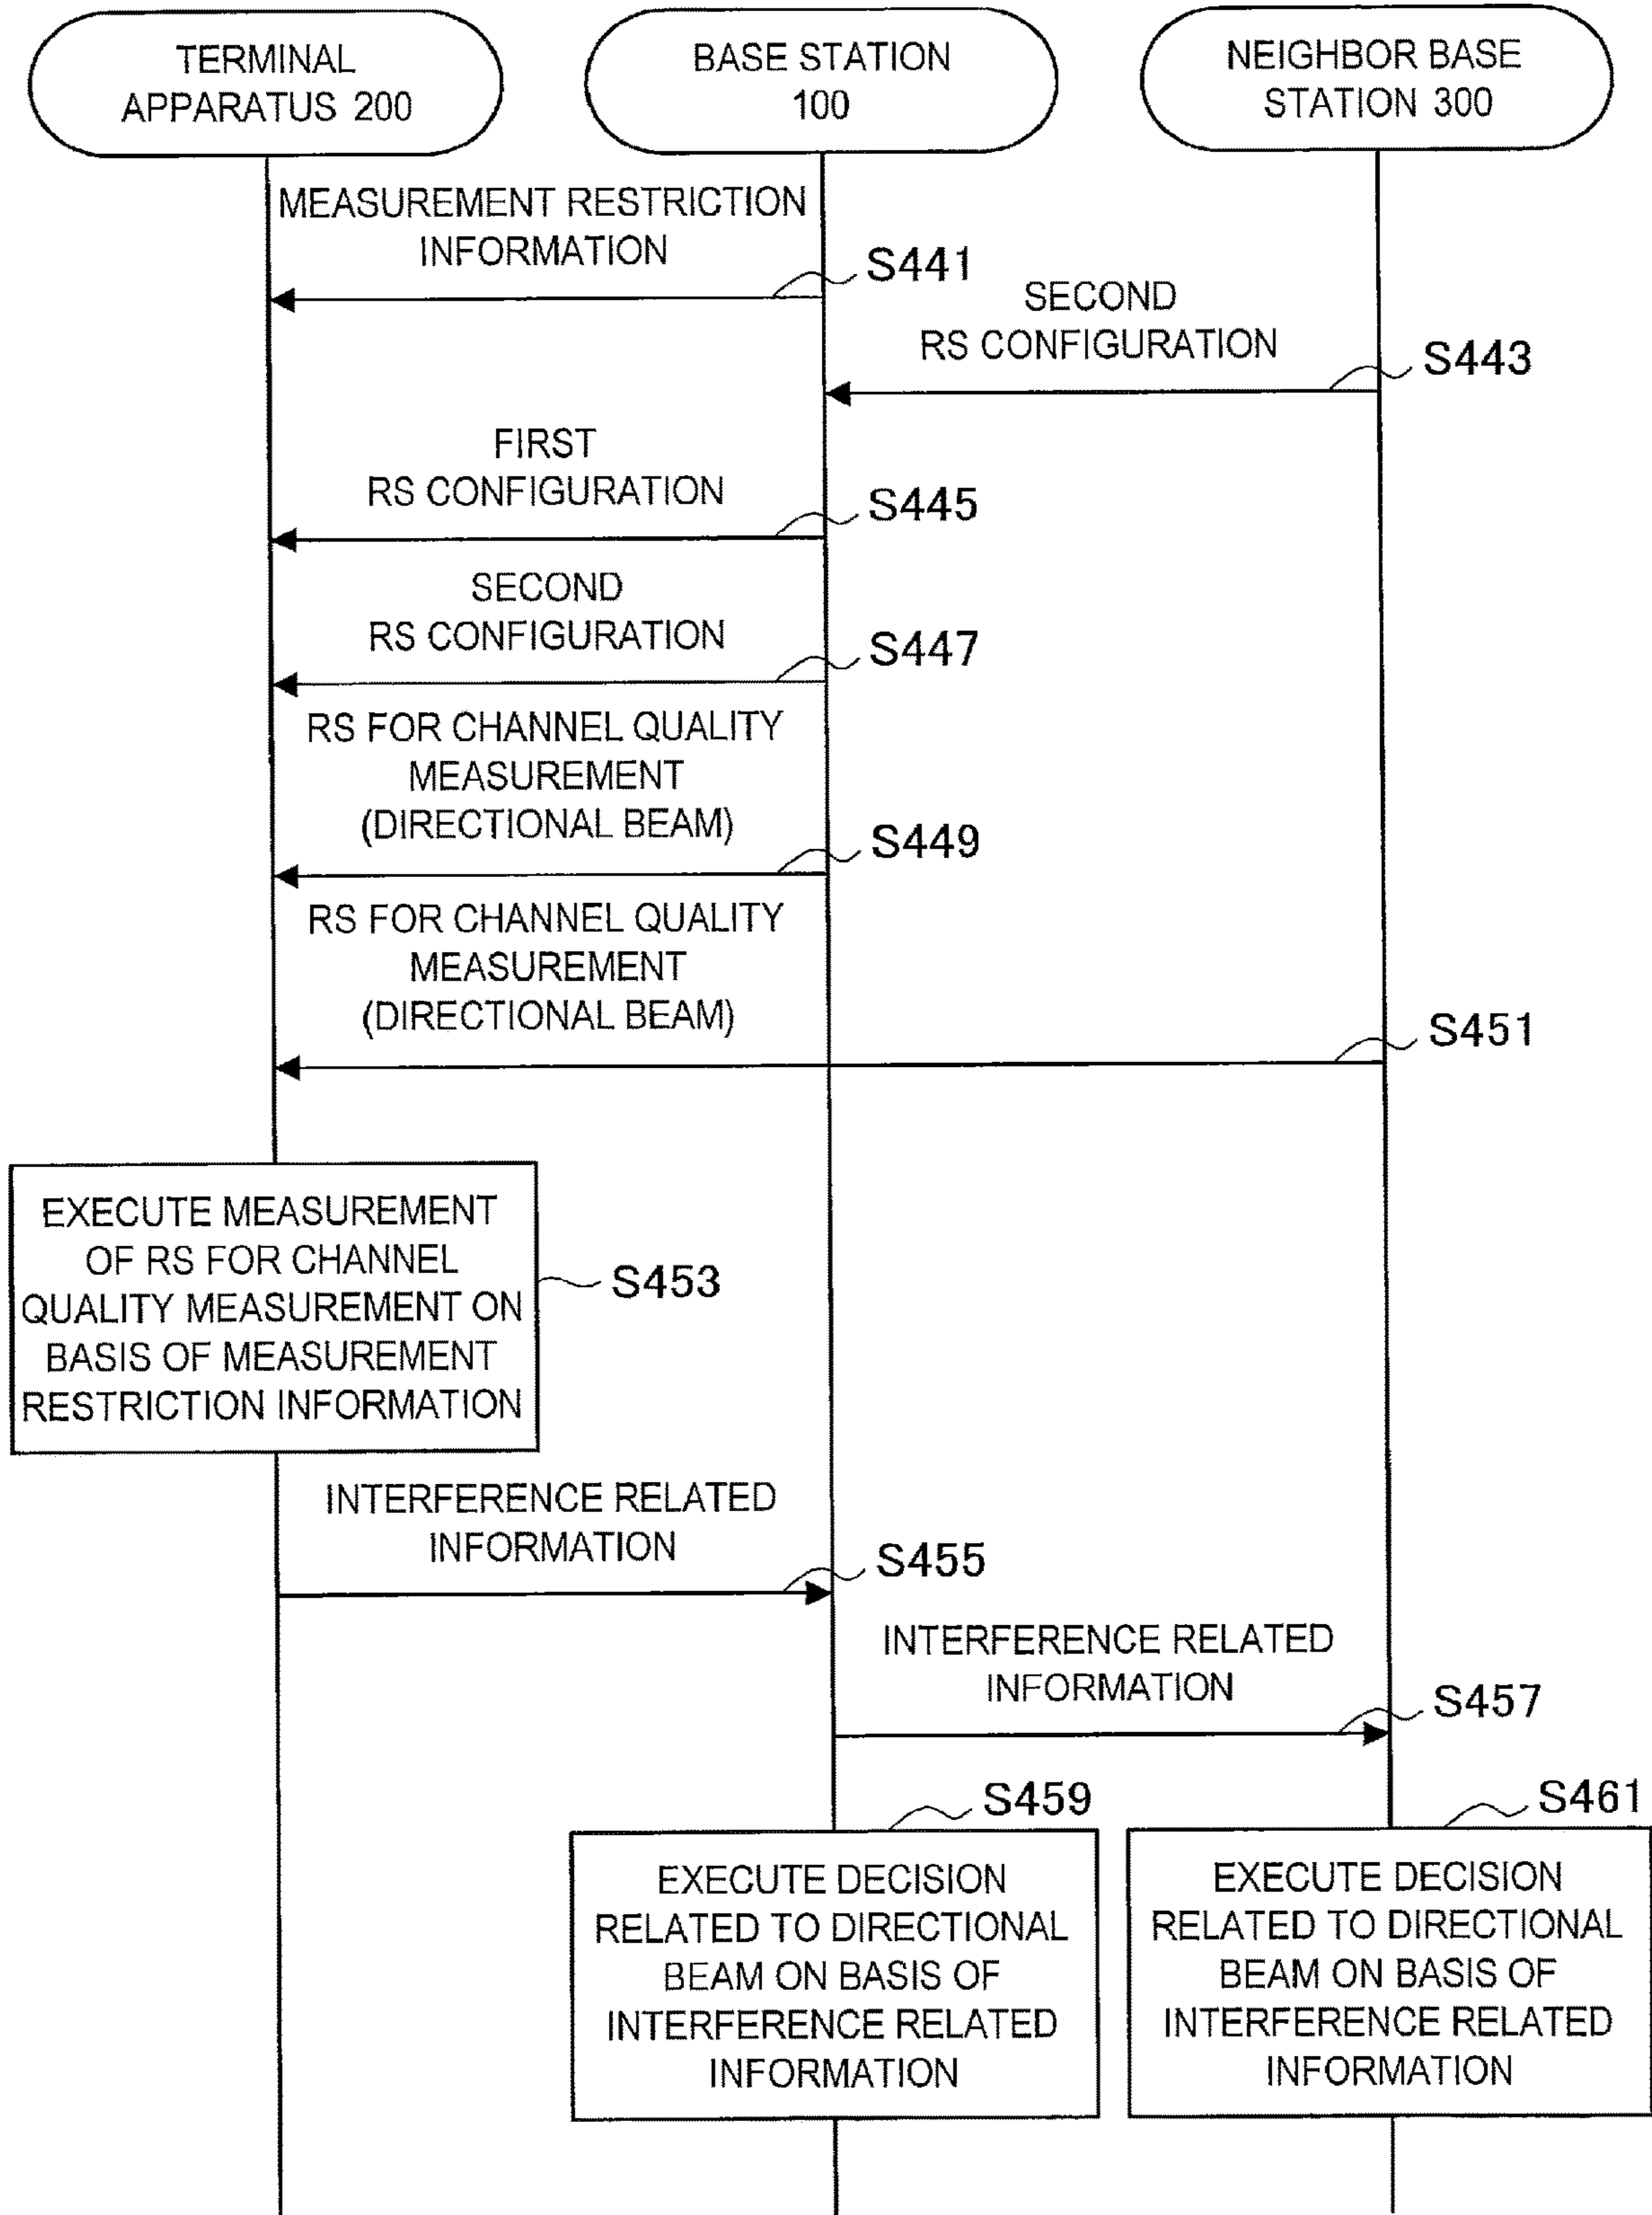 TERMINAL
APPARATUS 200
BASE STATION
100
NEIGHBOR BASE
STATION 300
MEASUREMENT RESTRICTION
INFORMATION
S441
SECOND
RS CONFIGURATION
S443
FIRST
RS CONFIGURATION
S445
SECOND
RS CONFIGURATION
S447
RS FOR CHANNEL QUALITY
MEASUREMENT
(DIRECTIONAL BEAM)
S449
RS FOR CHANNEL QUALITY
MEASUREMENT
(DIRECTIONAL BEAM)
S451
EXECUTE MEASUREMENT
OF RS FOR CHANNEL
QUALITY MEASUREMENT ON
BASIS OF MEASUREMENT
RESTRICTION INFORMATION
S453
INTERFERENCE RELATED
INFORMATION
S455
INTERFERENCE RELATED
INFORMATION
S457
S459
EXECUTE DECISION
RELATED TO DIRECTIONAL
BEAM ON BASIS OF
INTERFERENCE RELATED
INFORMATION
S461
EXECUTE DECISION
RELATED TO DIRECTIONAL
BEAM ON BASIS OF
INTERFERENCE RELATED
INFORMATION